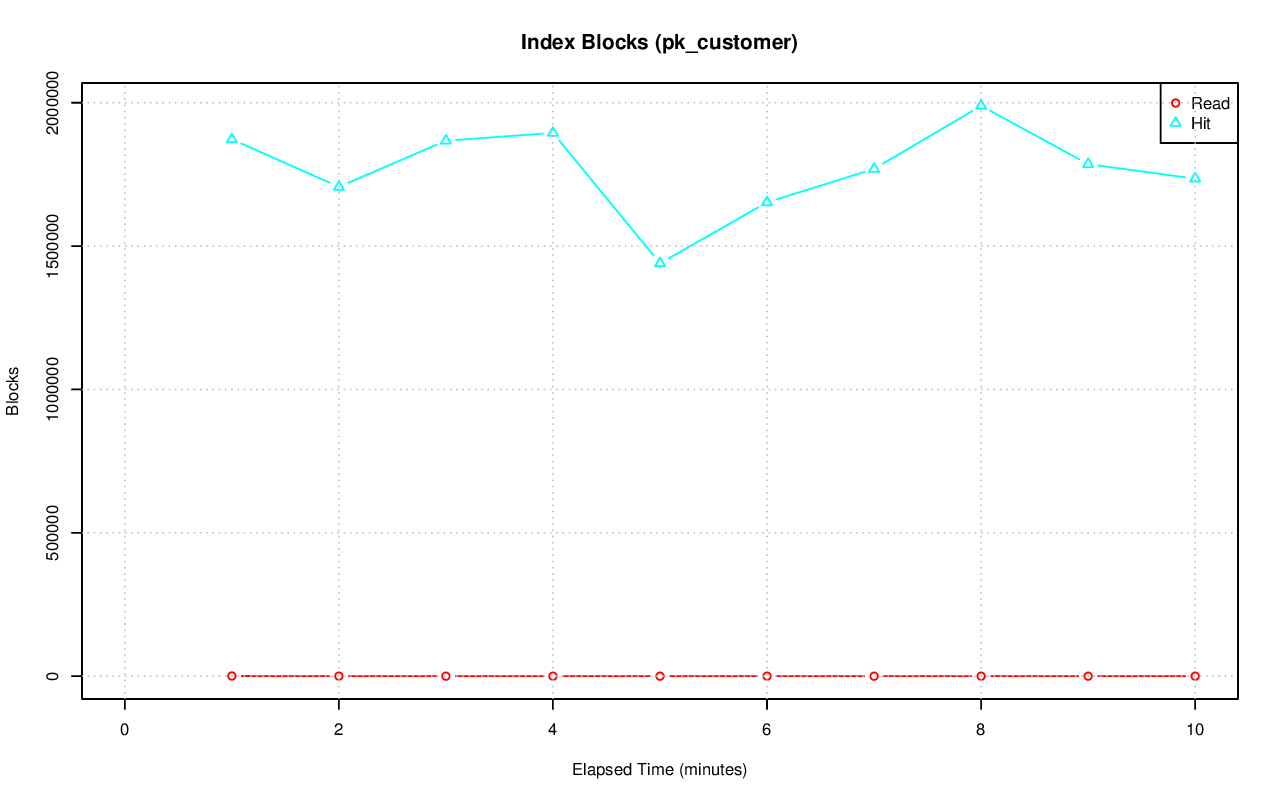 Index Blocks (pk_customer)
Read
Hit
Blocks
2000000
1500000
1000000
500000
0
0 2 4 6 8 10
Elapsed Time (minutes)